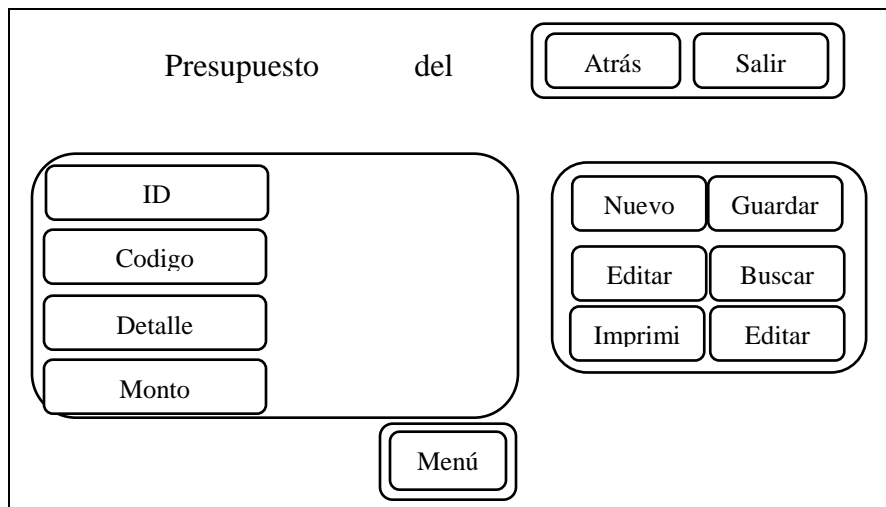 Presupuesto del
Atrás Salir
ID
Codigo
Detalle
Monto
Nuevo Guardar
Editar Buscar
Imprimi Editar
Menú